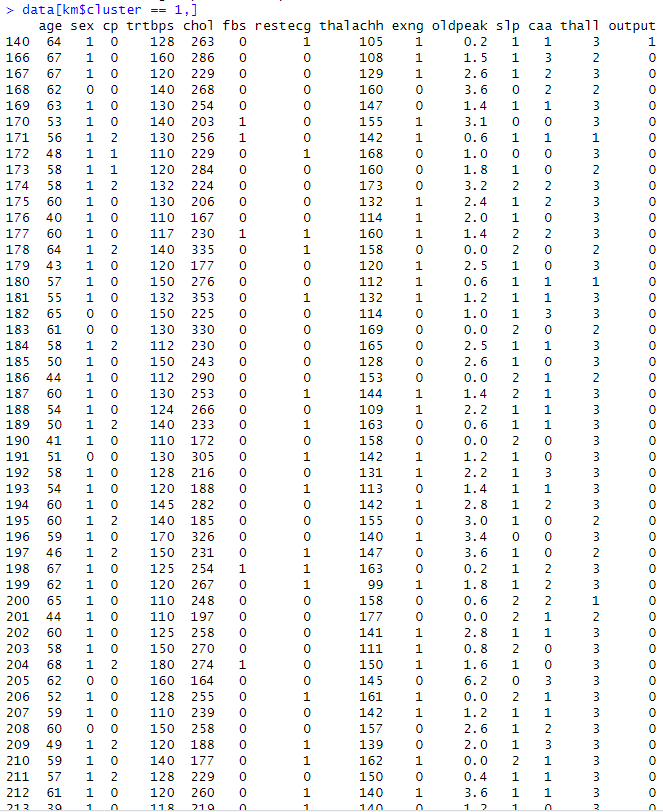 > data[km$cluster == 1,]
age sex cp trtbps chol fbs restecg thalachh exng oldpeak slp caa thall output
140 64 1 0 128 263 0 1 105 1 0.2 1 1 3 1
166 67 1 0 160 286 0 0 108 1 1.5 1 3 2 0
167 67 1 0 120 229 0 0 129 1 2.6 1 2 3 0
168 62 0 0 140 268 0 0 160 0 3.6 0 2 2 0
169 63 1 0 130 254 0 0 147 0 1.4 1 1 3 0
170 53 1 0 140 203 1 0 155 1 3.1 0 0 3 0
171 56 1 2 130 256 1 0 142 1 0.6 1 1 1 0
172 48 1 1 110 229 0 1 168 0 1.0 0 0 3 0
173 58 1 1 120 284 0 0 160 0 1.8 1 0 2 0
174 58 1 2 132 224 0 0 173 0 3.2 2 2 3 0
175 60 1 0 130 206 0 0 132 1 2.4 1 2 3 0
176 40 1 0 110 167 0 0 114 1 2.0 1 0 3 0
177 60 1 0 117 230 1 1 160 1 1.4 2 2 3 0
178 64 1 2 140 335 0 1 158 0 0.0 2 0 2 0
179 43 1 0 120 177 0 0 120 1 2.5 1 0 3 0
180 57 1 0 150 276 0 0 112 1 0.6 1 1 1 0
181 55 1 0 132 353 0 1 132 1 1.2 1 1 3 0
182 65 0 0 150 225 0 0 114 0 1.0 1 3 3 0
183 61 0 0 130 330 0 0 169 0 0.0 2 0 2 0
184 58 1 2 112 230 0 0 165 0 2.5 1 1 3 0
185 50 1 0 150 243 0 0 128 0 2.6 1 0 3 0
186 44 1 0 112 290 0 0 153 0 0.0 2 1 2 0
187 60 1 0 130 253 0 1 144 1 1.4 2 1 3 0
188 54 1 0 124 266 0 0 109 1 2.2 1 1 3 0
189 50 1 2 140 233 0 1 163 0 0.6 1 1 3 0
190 41 1 0 110 172 0 0 158 0 0.0 2 0 3 0
191 51 0 0 130 305 0 1 142 1 1.2 1 0 3 0
192 58 1 0 128 216 0 0 131 1 2.2 1 3 3 0
193 54 1 0 120 188 0 1 113 0 1.4 1 1 3 0
194 60 1 0 145 282 0 0 142 1 2.8 1 2 3 0
195 60 1 2 140 185 0 0 155 0 3.0 1 0 2 0
196 59 1 0 170 326 0 0 140 1 3.4 0 0 3 0
197 46 1 2 150 231 0 1 147 0 3.6 1 0 2 0
198 67 1 0 125 254 1 1 163 0 0.2 1 2 3 0
199 62 1 0 120 267 0 1 99 1 1.8 1 2 3 0
200 65 1 0 110 248 0 0 158 0 0.6 2 2 1 0
201 44 1 0 110 197 0 0 177 0 0.0 2 1 2 0
202 60 1 0 125 258 0 0 141 1 2.8 1 1 3 0
203 58 1 0 150 270 0 0 111 1 0.8 2 0 3 0
204 68 1 2 180 274 1 0 150 1 1.6 1 0 3 0
205 62 0 0 160 164 0 0 145 0 6.2 0 3 3 0
206 52 1 0 128 255 0 1 161 1 0.0 2 1 3 0
207 59 1 0 110 239 0 0 142 1 1.2 1 1 3 0
208 60 0 0 150 258 0 0 157 0 2.6 1 2 3 0
209 49 1 2 120 188 0 1 139 0 2.0 1 3 3 0
210 59 1 0 140 177 0 1 162 1 0.0 2 1 3 0
211 57 1 2 128 229 0 0 150 0 0.4 1 1 3 0
212 61 1 0 120 260 0 1 140 1 3.6 1 1 3 0
213 39 1 0 118 219 0 1 140 0 1.2 1 0 3 0